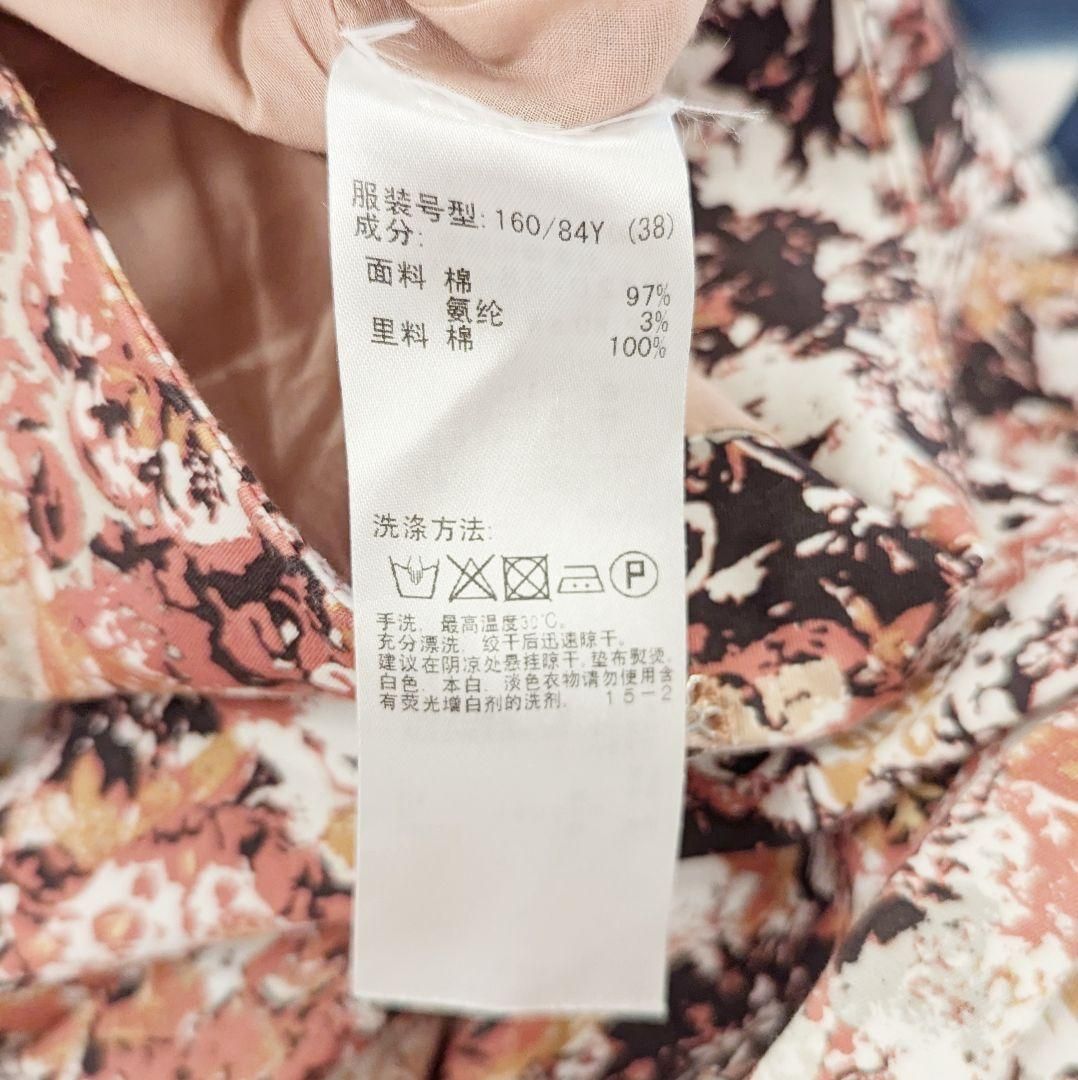 服装号型: 160/84Y (38)
成分:
面料 棉 97%
氨纶 3%
里料 棉 100%
洗涤方法:
P
手洗. 最高温度30℃.
充分漂洗. 绞干后迅速晾干.
建议在阴凉处悬挂晾干. 垫布熨烫.
白色. 本白. 淡色衣物请勿使用含
有荧光增白剂的洗剂. 15-2